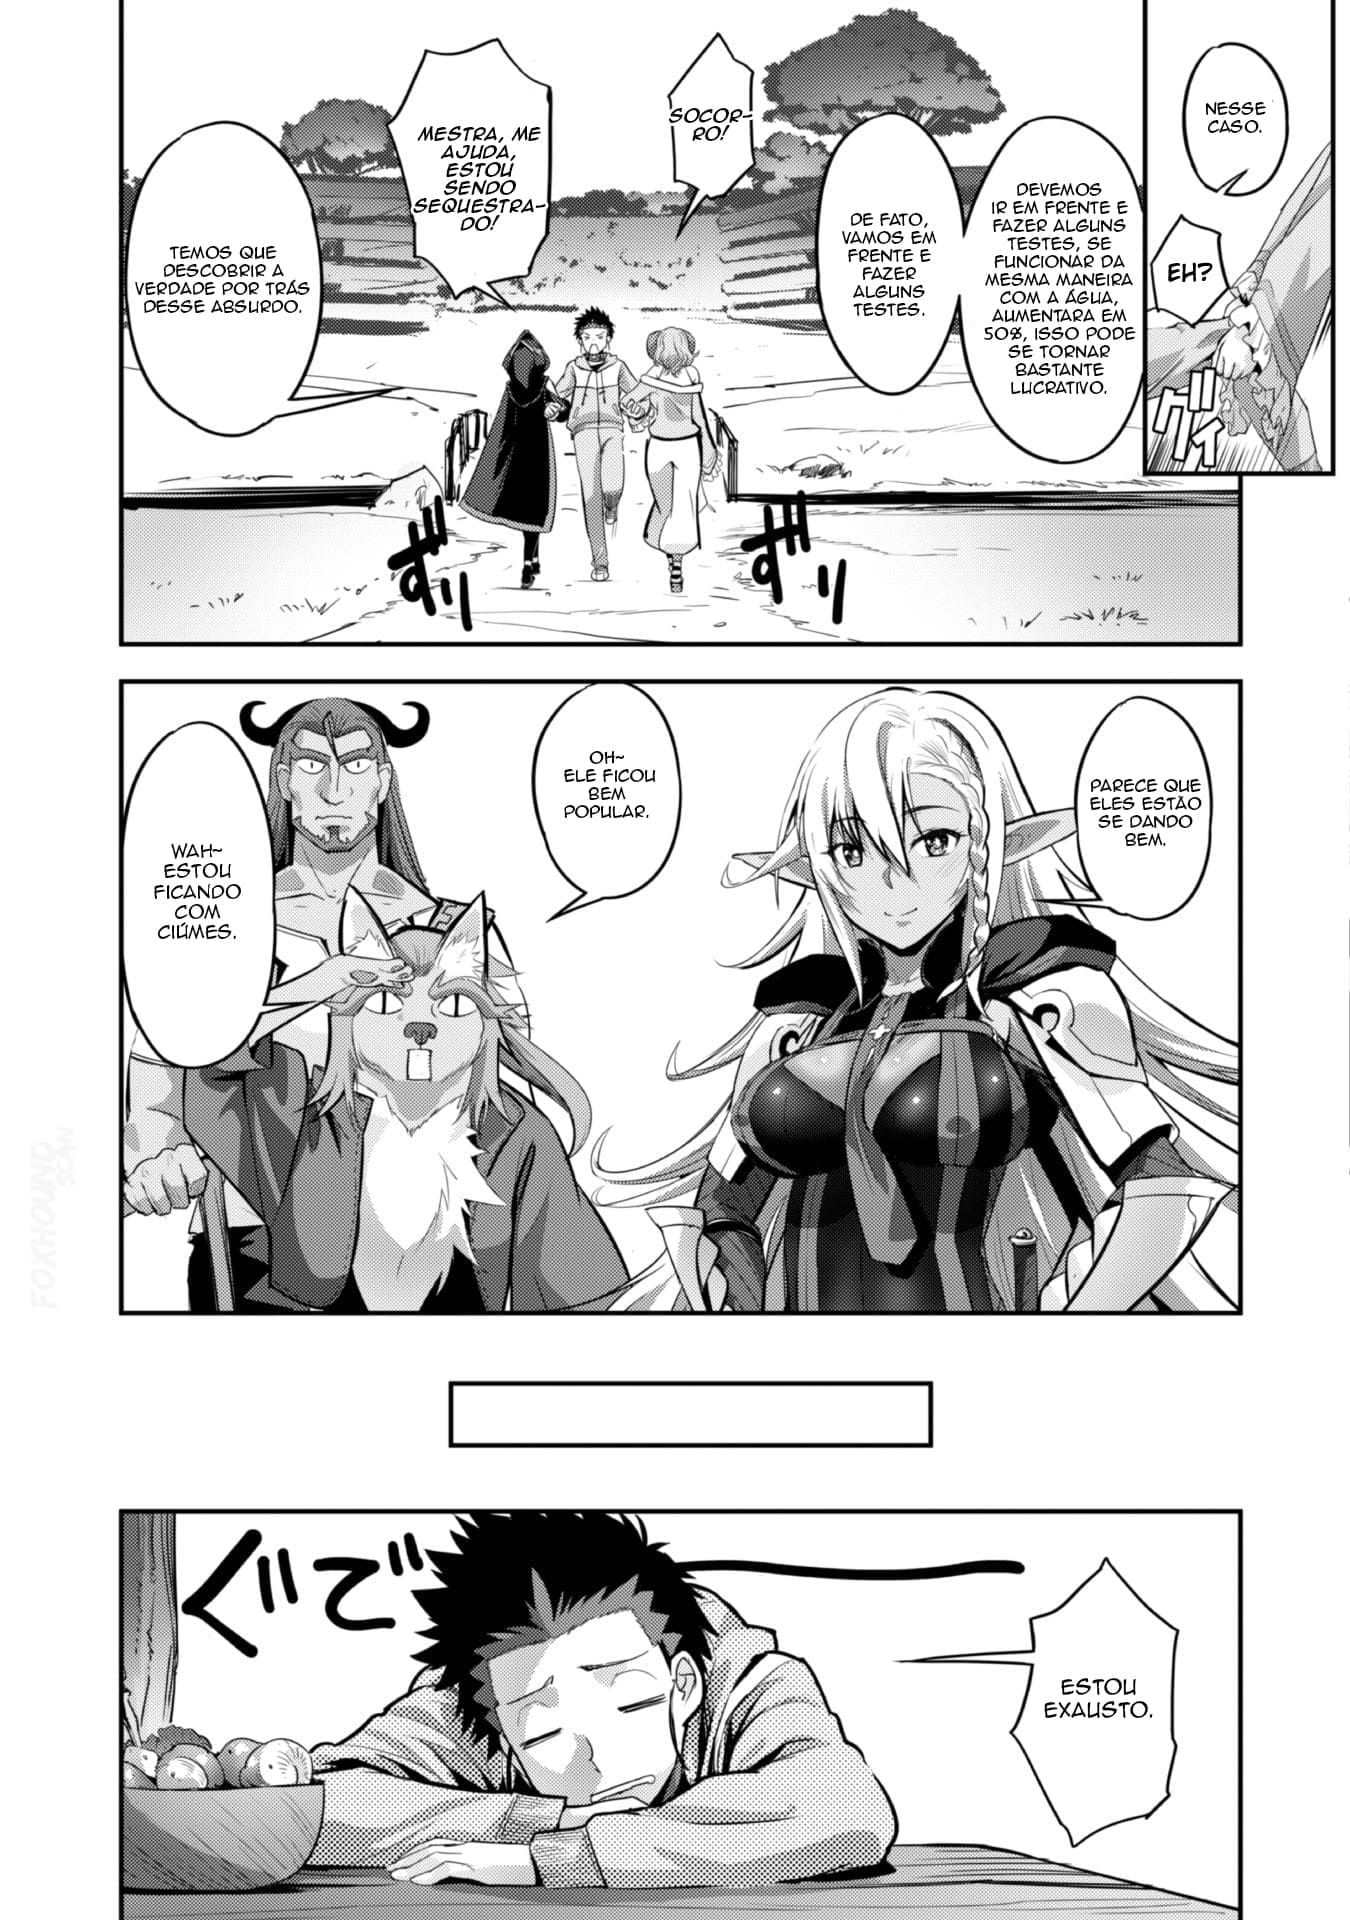 NESSE
CASO.
EH?
グイ
DEVEMOS
IR EM FRENTE E
FAZER ALGUNS
TESTES, SE
FUNCIONAR DA
MESMA MANEIRA
COM A ÁGUA,
AUMENTARA EM
50%, ISSO PODE
SE TORNAR
BASTANTE
LUCRATIVO.
DE FATO,
VAMOS EM
FRENTE E
FAZER
ALGUNS
TESTES.
SOCOR-
RO!
MESTRA, ME
AJUDA,
ESTOU
SENDO
SEQUESTRA-
DO!
TEMOS QUE
DESCOBRIR A
VERDADE POR TRÁS
DESSE ABSURDO.
ずり
ずり
PARECE QUE
ELES ESTÃO
SE DANDO
BEM.
OH~
ELE FICOU
BEM
POPULAR.
WAH~
ESTOU
FICANDO
COM
CIÚMES.
FOXHOUND
SCAN
ぐでー
ESTOU
EXAUSTO.